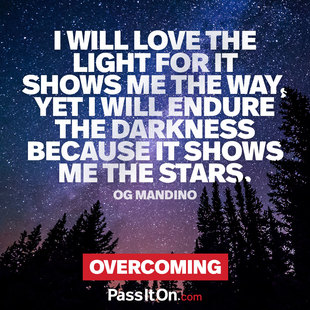 I WILL LOVE THE
LIGHT FOR IT
SHOWS ME THE WAY,
YET I WILL ENDURE
THE DARKNESS
BECAUSE IT SHOWS
ME THE STARS.
OG MANDINO
OVERCOMING
PassItOn.com